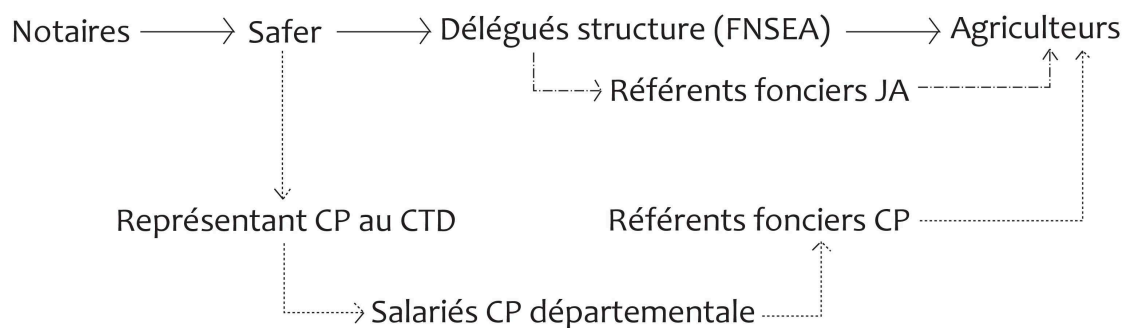 Notaires Safer Délégués structure (FNSEA) Agriculteurs
Référents fonciers JA
Représentant CP au CTD Référents fonciers CP
Salariés CP départementale